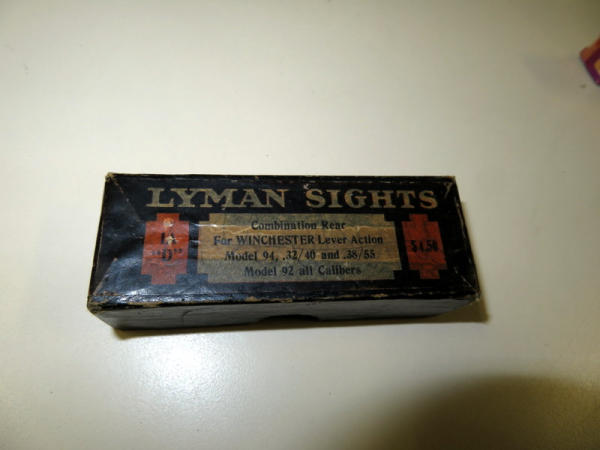 LYMAN SIGHTS
1A
"D"
Combination Rear
For WINCHESTER Lever Action
Model 94, .32/40 and .38/55
Model 92 all Calibers
$4.50